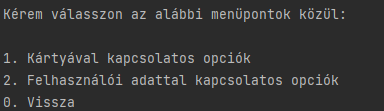 Kérem válasszon az alábbi menüpontok közül:
1. Kártyával kapcsolatos opciók
2. Felhasználói adattal kapcsolatos opciók
0. Vissza